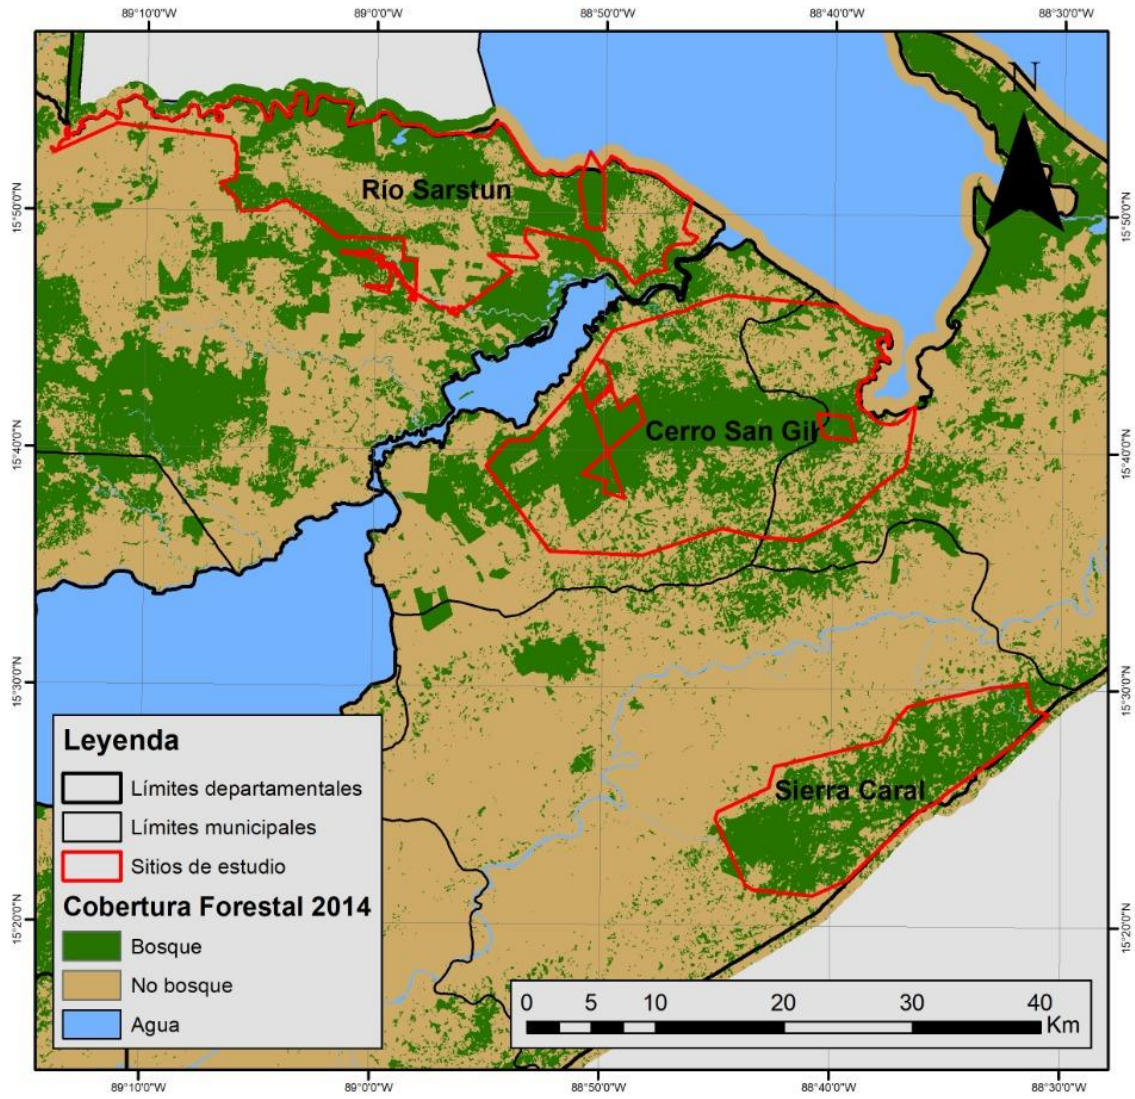 89°10'0"W 89°0'0"W 88°50'0"W 88°40'0"W 88°30'0"W
N
15°50'0"N 15°50'0"N
Río Sarstun
15°40'0"N 15°40'0"N
Cerro San Gil
15°30'0"N 15°30'0"N
Sierra Caral
15°20'0"N 15°20'0"N
Leyenda
Límites departamentales
Límites municipales
Sitios de estudio
Cobertura Forestal 2014
Bosque
No bosque
Agua
0 5 10 20 30 40
Km
89°10'0"W 89°0'0"W 88°50'0"W 88°40'0"W 88°30'0"W